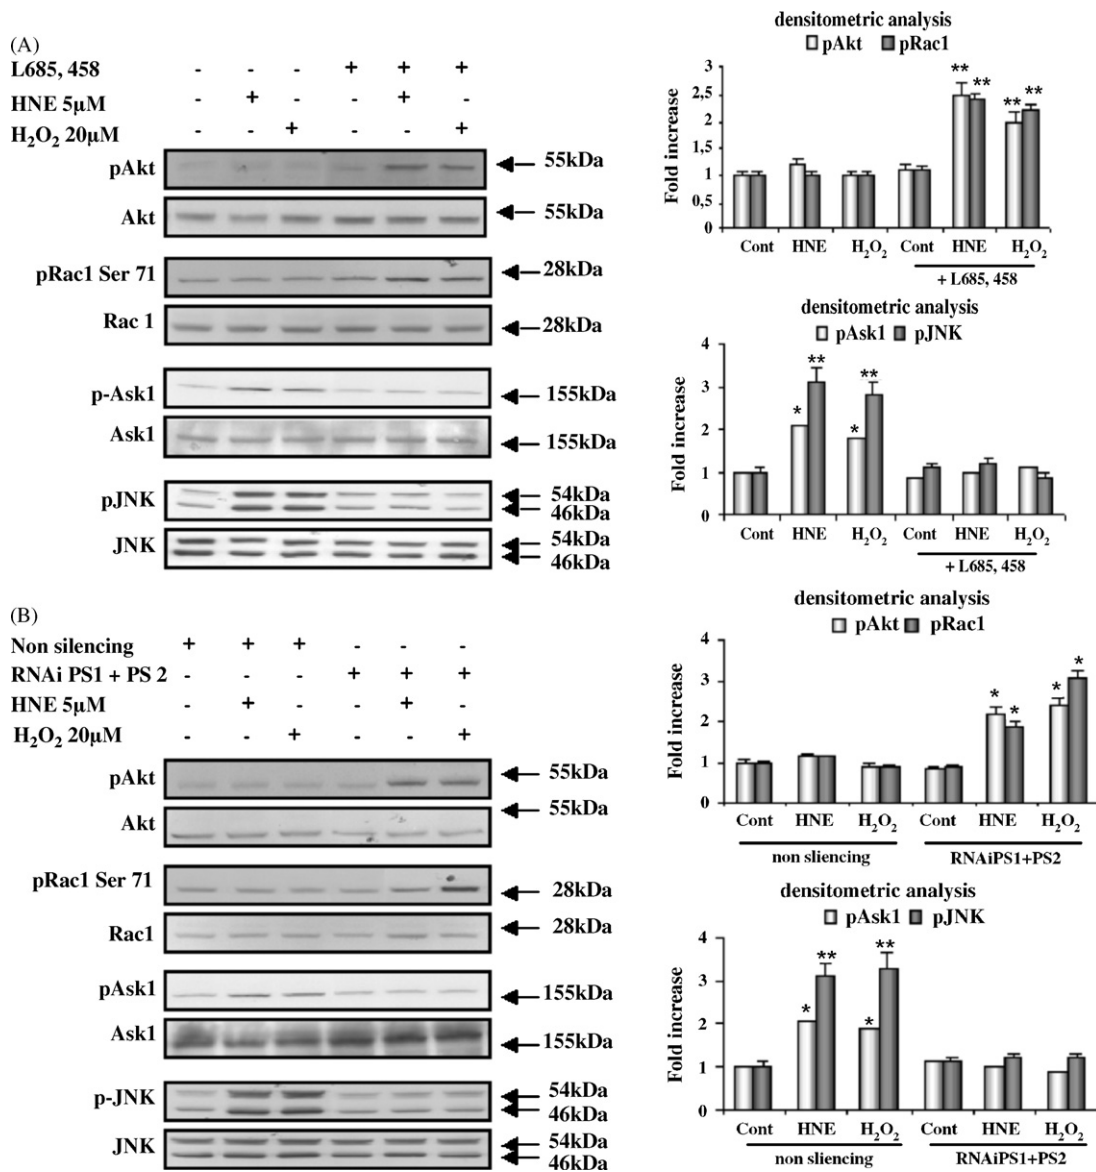 (A)
L685, 458 - - - + + +
HNE 5μM - + - - + -
H₂O₂ 20μM - - + - - +
pAkt 55kDa
Akt 55kDa
pRac1 Ser 71 28kDa
Rac 1 28kDa
p-Ask1 155kDa
Ask1 155kDa
pJNK 54kDa
46kDa
JNK 54kDa
46kDa
densitometric analysis
pAkt pRac1
Fold increase
3
2,5
2
1
0,5
0
** ** ** **
Cont HNE H₂O₂ Cont HNE H₂O₂
+ L685, 458
densitometric analysis
pAsk1 pJNK
Fold increase
4
3
2
1
0
* ** * **
Cont HNE H₂O₂ Cont HNE H₂O₂
+ L685, 458
(B)
Non silencing + + + - - -
RNAi PS1 + PS 2 - - - + + +
HNE 5μM - + - - + -
H₂O₂ 20μM - - + - - +
pAkt 55kDa
Akt 55kDa
pRac1 Ser 71 28kDa
Rac1 28kDa
pAsk1 155kDa
Ask1 155kDa
p-JNK 54kDa
46kDa
JNK 54kDa
46kDa
densitometric analysis
pAkt pRac1
Fold increase
4
3
2
1
0
* * * *
Cont HNE H₂O₂ Cont HNE H₂O₂
non sliencing RNAiPS1+PS2
densitometric analysis
pAsk1 pJNK
Fold increase
4
3
2
1
0
* ** * **
Cont HNE H₂O₂ Cont HNE H₂O₂
non silencing RNAiPS1+PS2